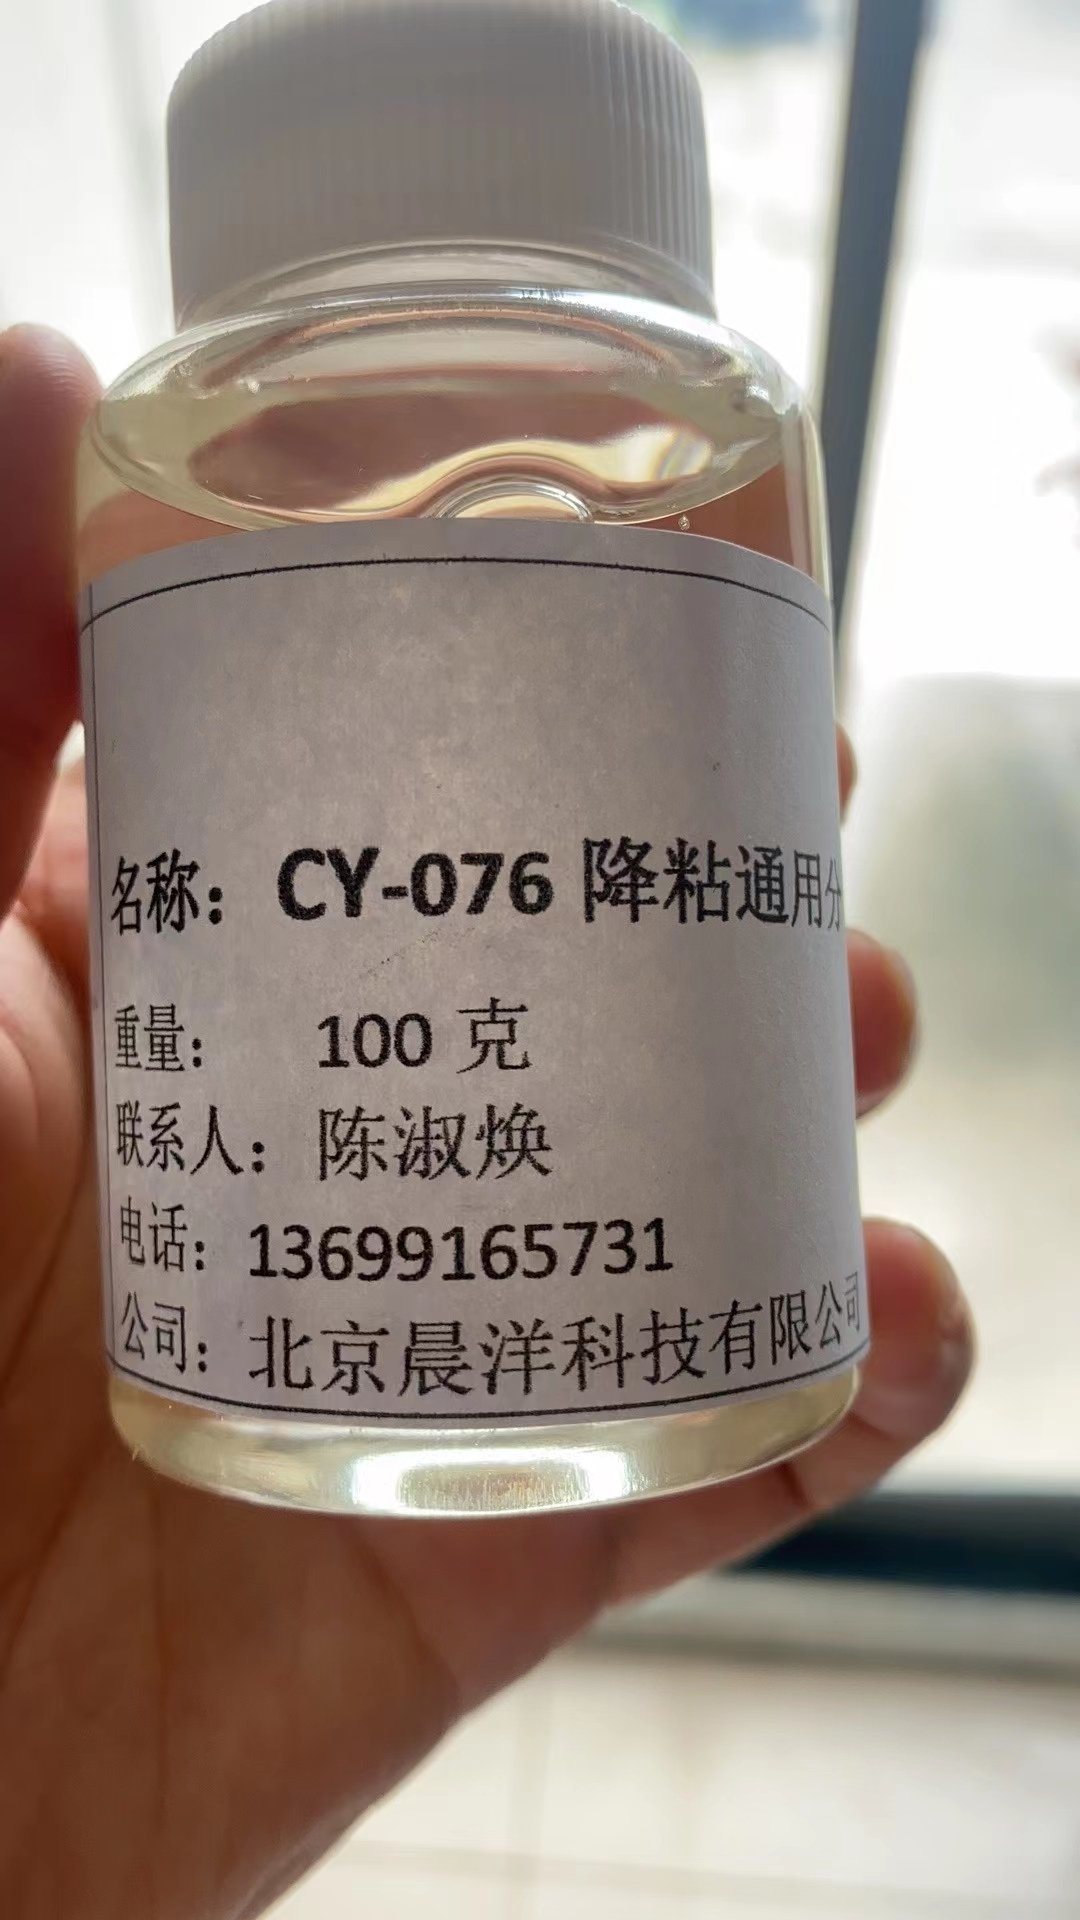 名称： CY-076 降粘通用分
重量： 100 克
联系人： 陈淑焕
电话：13699165731
公司：北京晨洋科技有限公司